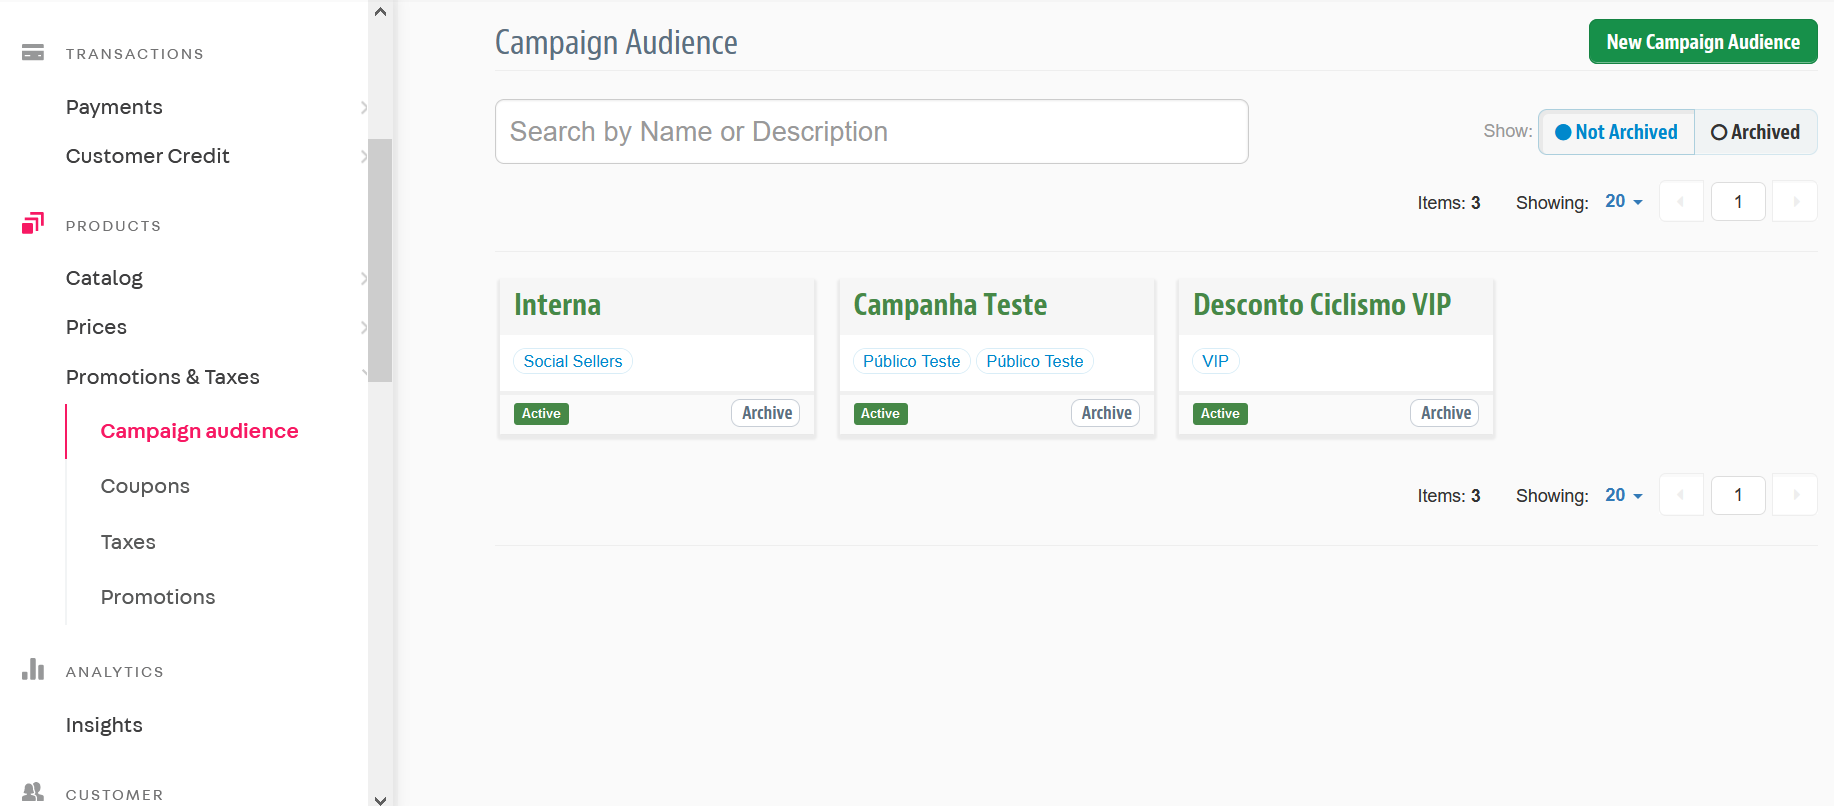 TRANSACTIONS
Payments
Customer Credit
PRODUCTS
Catalog
Prices
Promotions & Taxes
Campaign audience
Coupons
Taxes
Promotions
ANALYTICS
Insights
CUSTOMER
Campaign Audience
New Campaign Audience
Search by Name or Description
Show: Not Archived Archived
Items: 3 Showing: 20 1
Interna
Social Sellers
Active Archive
Campanha Teste
Público Teste Público Teste
Active Archive
Desconto Ciclismo VIP
VIP
Active Archive
Items: 3 Showing: 20 1